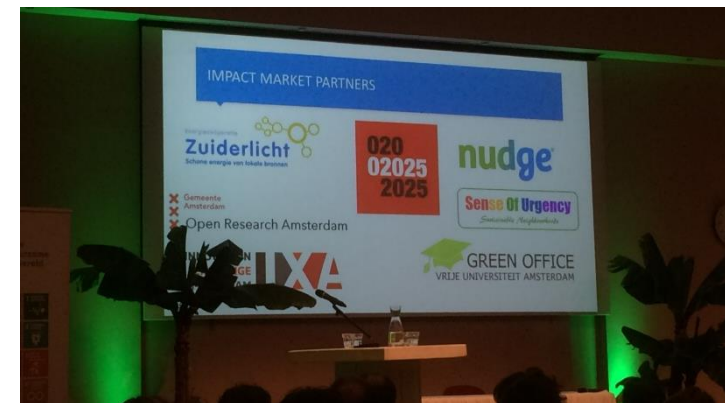 IMPACT MARKET PARTNERS
Zuiderlicht
Schone energie van lokale bronnen
020
02025
2025
nudge
Sense Of Urgency
Sustainable Neighbourhoods
Gemeente
Amsterdam
Open Research Amsterdam
IXA
GREEN OFFICE
VRIJE UNIVERSITEIT AMSTERDAM